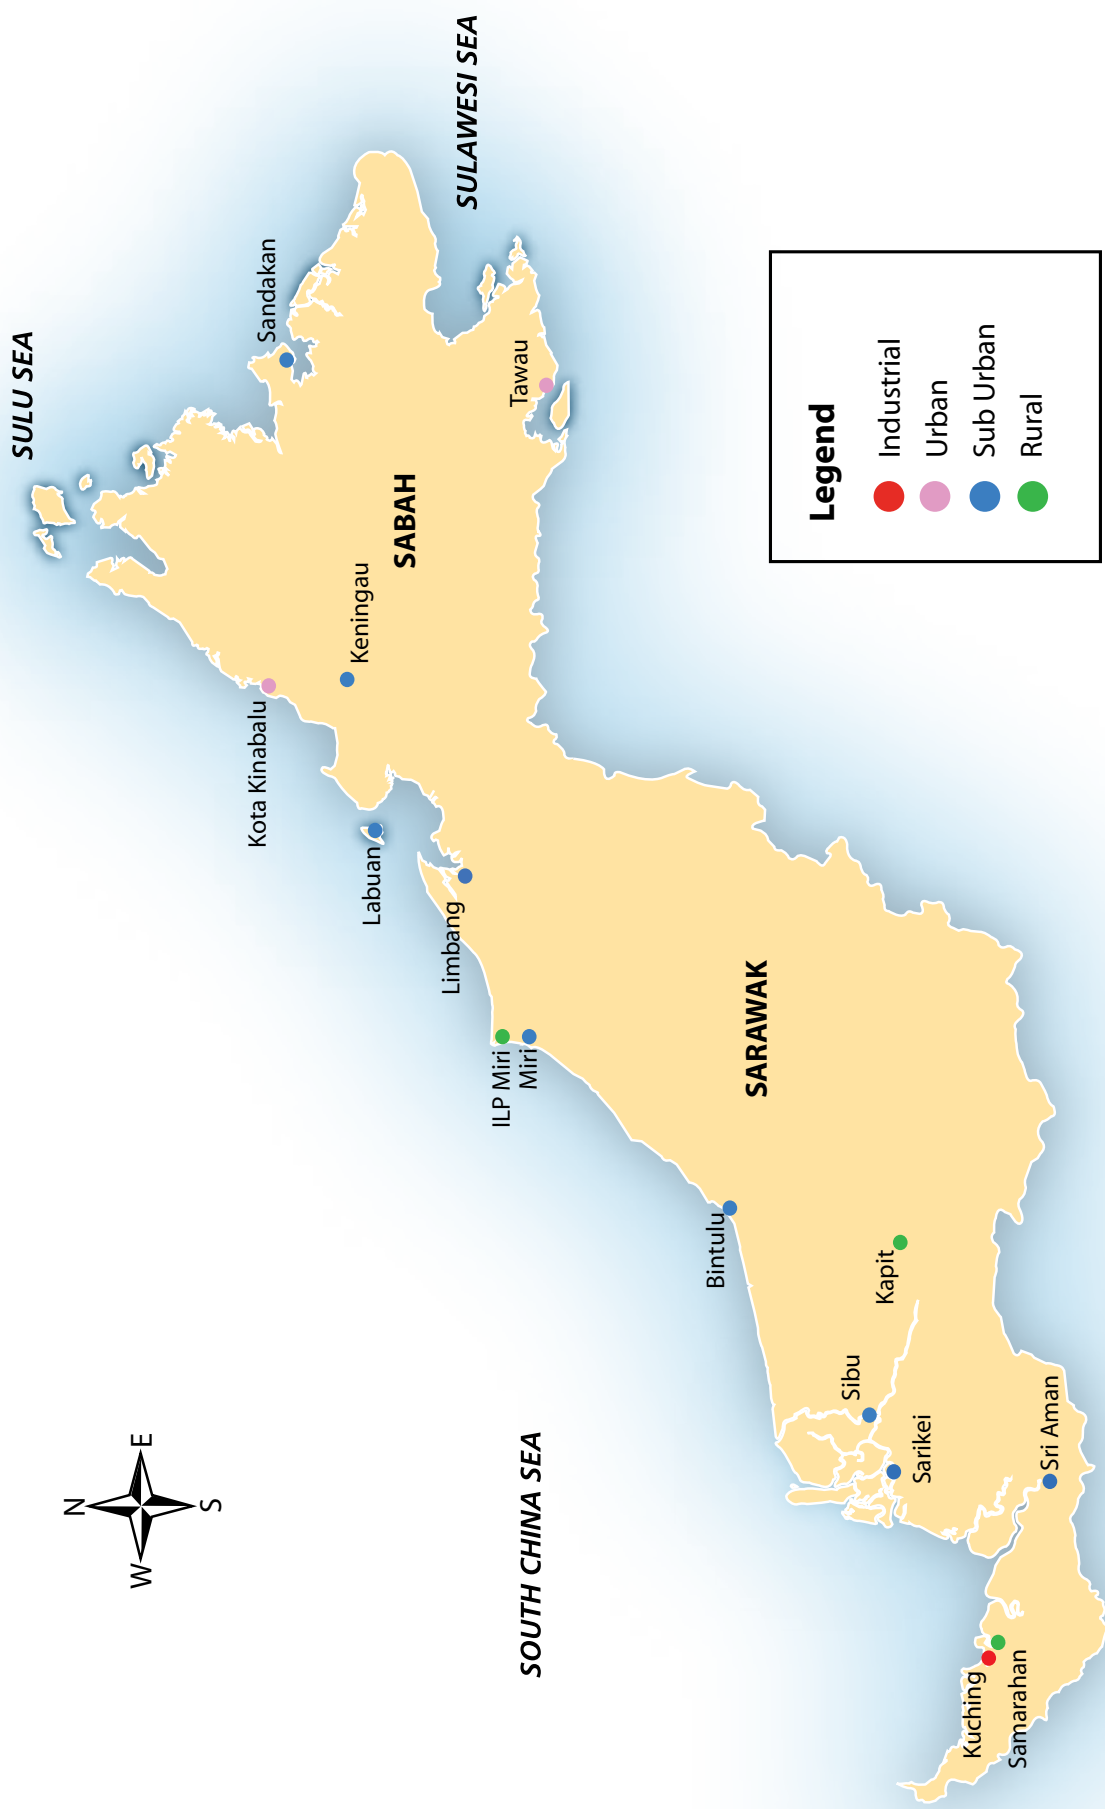 SULU SEA
SULAWESI SEA
Sandakan
Tawau
SABAH
Keningau
Kota Kinabalu
Labuan
Limbang
ILP Miri
Miri
SARAWAK
Bintulu
Kapit
Sibu
Sarikei
Sri Aman
Kuching
Samarahan
SOUTH CHINA SEA
N
W
E
S
Legend
Industrial
Urban
Sub Urban
Rural